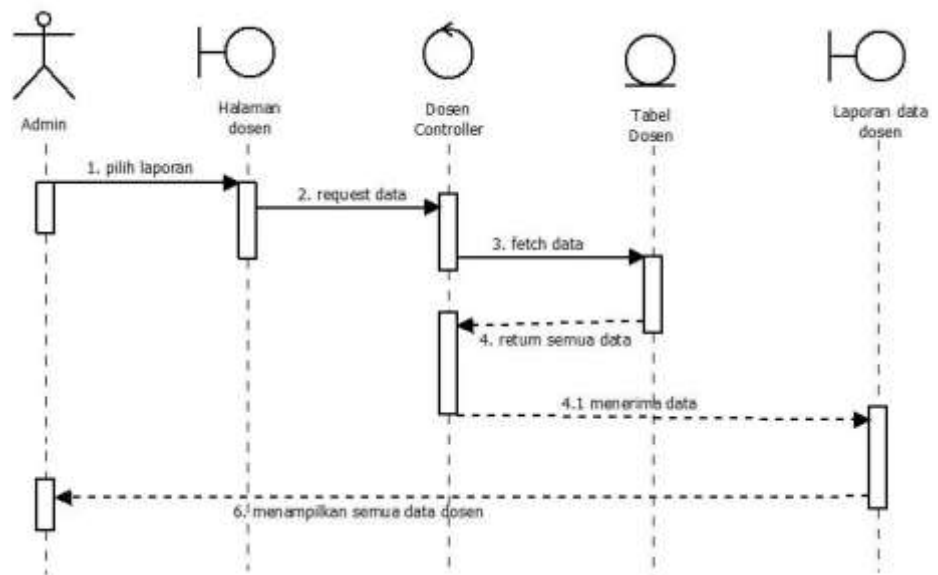 Admin
Halaman
dosen
Dosen
Controller
Tabel
Dosen
Laporan data
dosen
1. pilih laporan
2. request data
3. fetch data
4. return semua data
4.1 menerima data
6. menampilkan semua data dosen